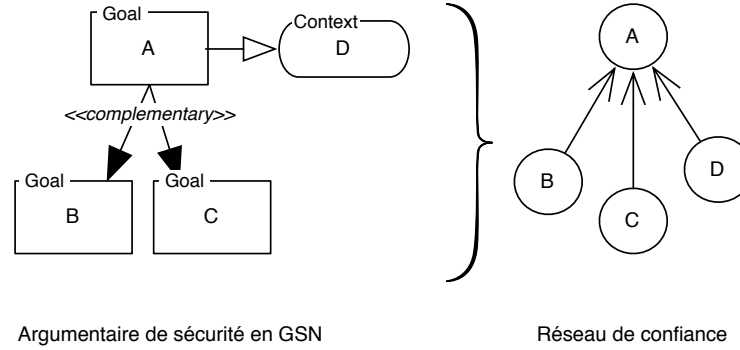 Goal
A
Context
D
<<complementary>>
Goal
B
Goal
C
A
B
C
D
Argumentaire de sécurité en GSN
Réseau de confiance